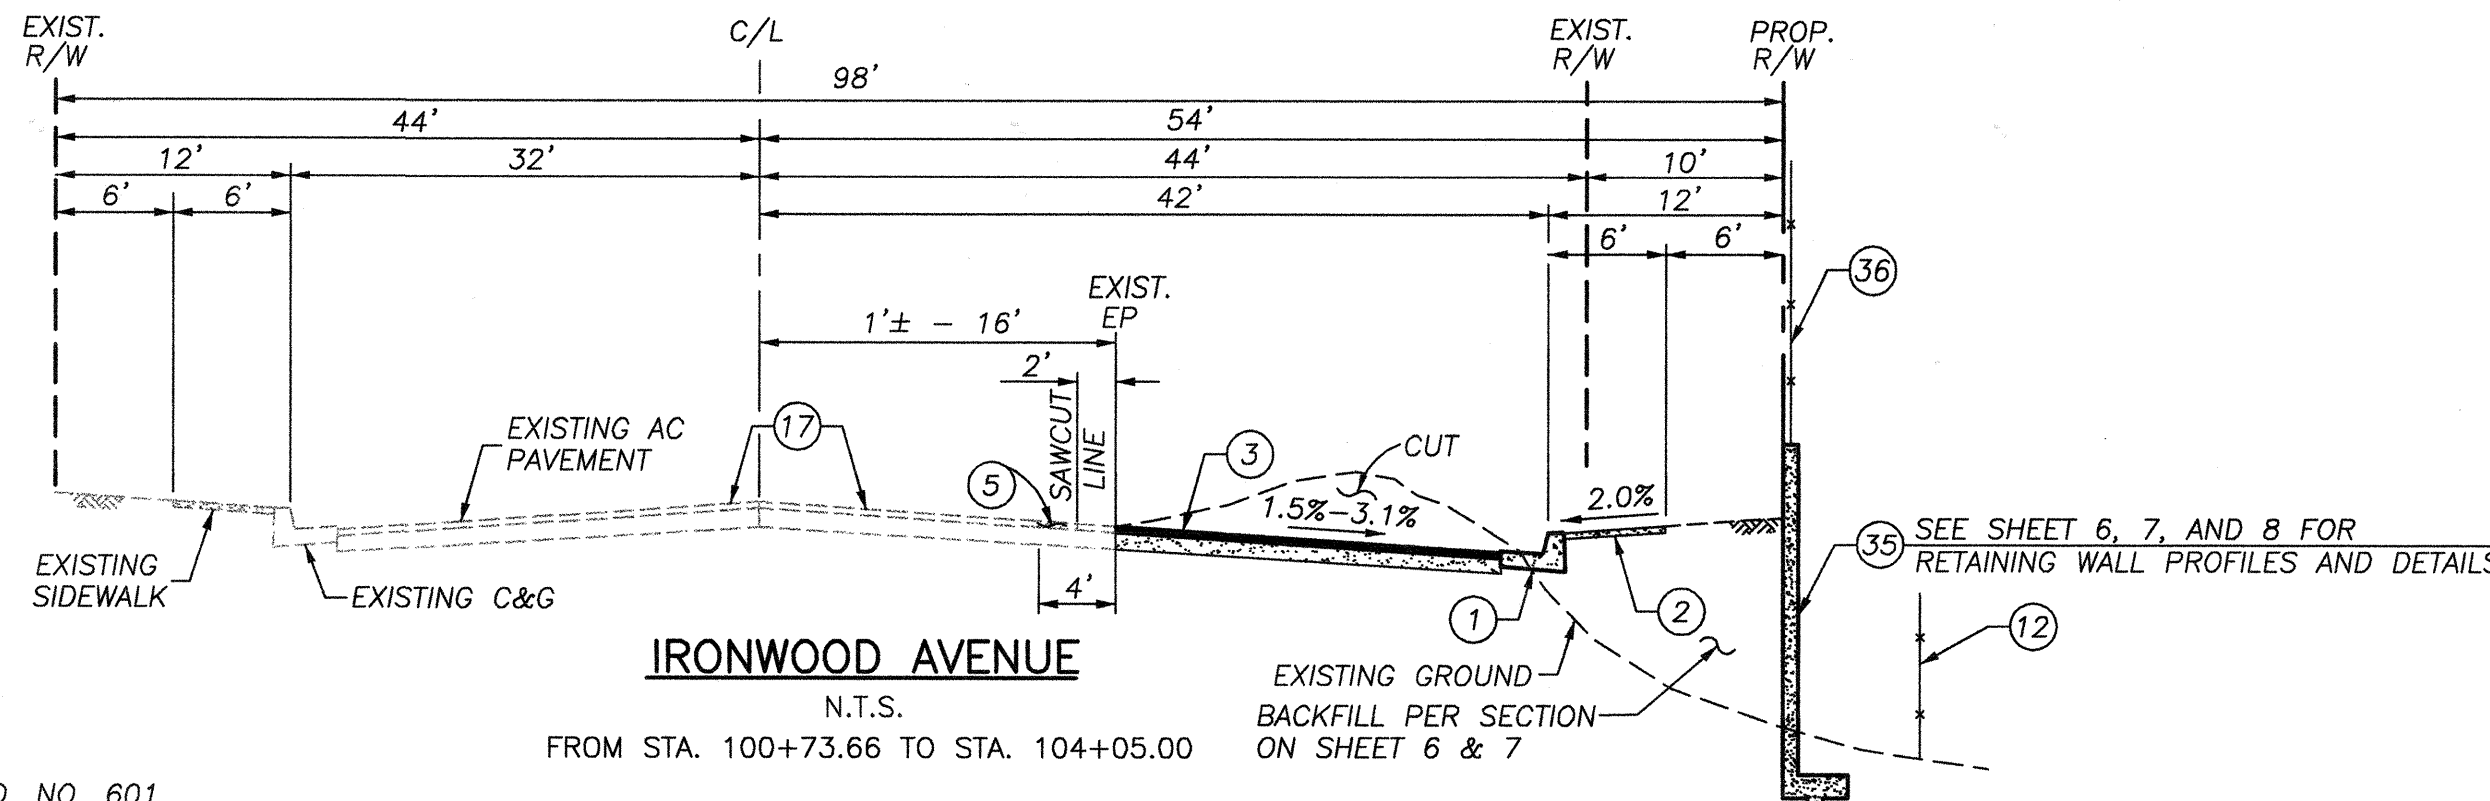 EXIST.
R/W
C/L
EXIST.
R/W
PROP.
R/W
98'
44'
54'
12'
32'
44'
10'
6'
6'
42'
12'
6'
6'
36
EXIST.
EP
1'± - 16'
2'
SAWCUT
LINE
EXISTING AC
PAVEMENT
17
5
3
CUT
1.5%-3.1%
2.0%
35
SEE SHEET 6, 7, AND 8 FOR
RETAINING WALL PROFILES AND DETAILS
EXISTING
SIDEWALK
EXISTING C&G
4'
1
2
12
IRONWOOD AVENUE
N.T.S.
FROM STA. 100+73.66 TO STA. 104+05.00
EXISTING GROUND
BACKFILL PER SECTION
ON SHEET 6 & 7
NO 601